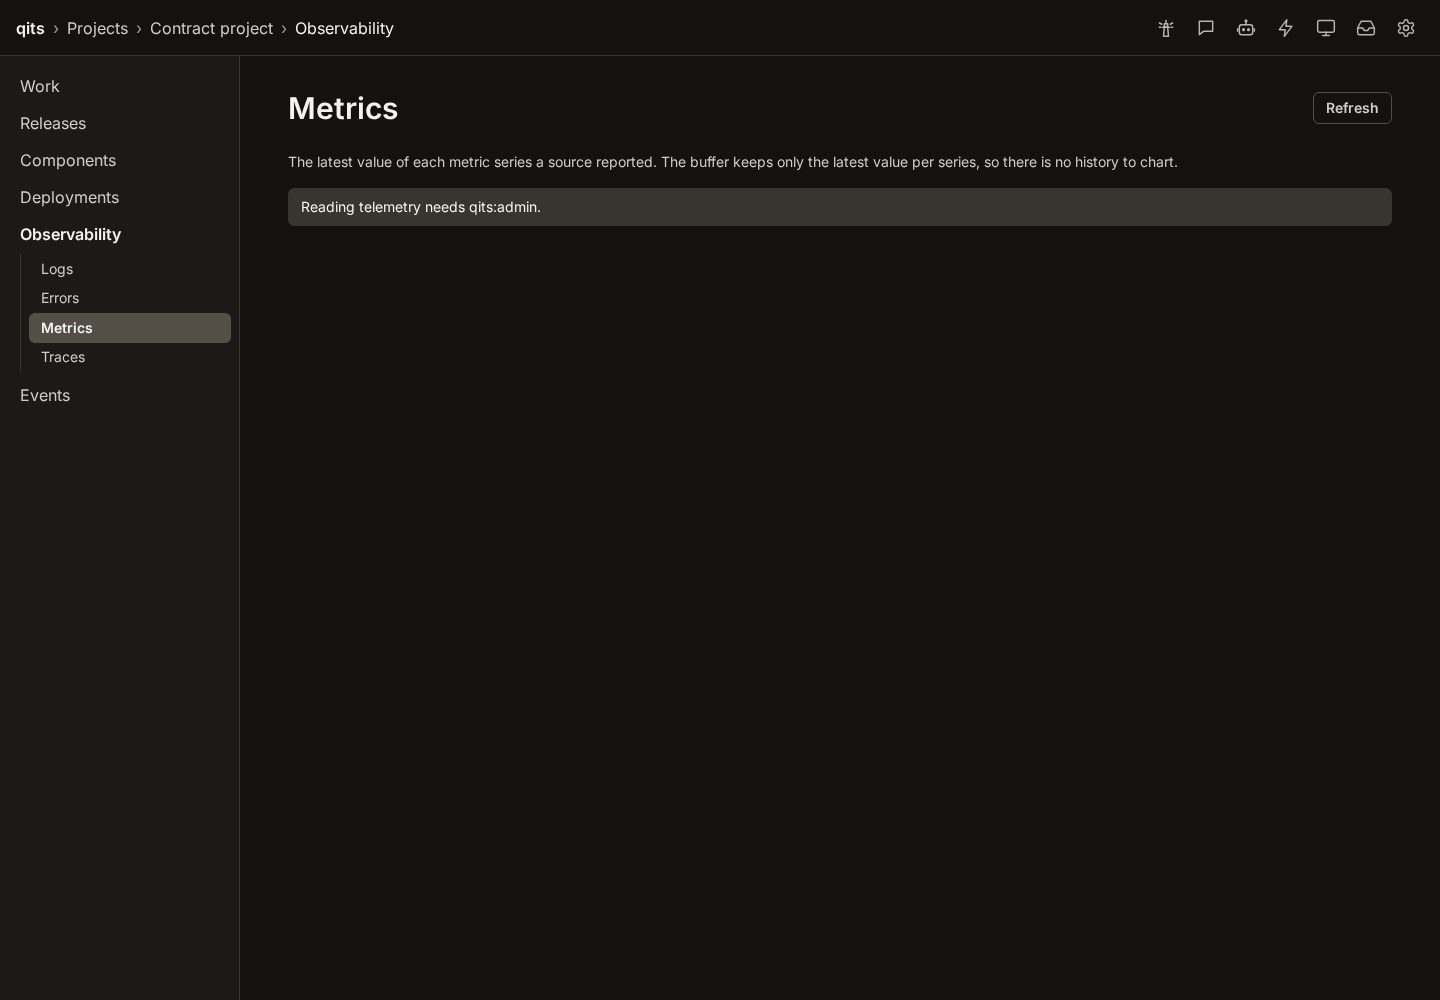 qits › Projects › Contract project › Observability
Work
Releases
Components
Deployments
Observability
Logs
Errors
Metrics
Traces
Events
Metrics
Refresh
The latest value of each metric series a source reported. The buffer keeps only the latest value per series, so there is no history to chart.
Reading telemetry needs qits:admin.